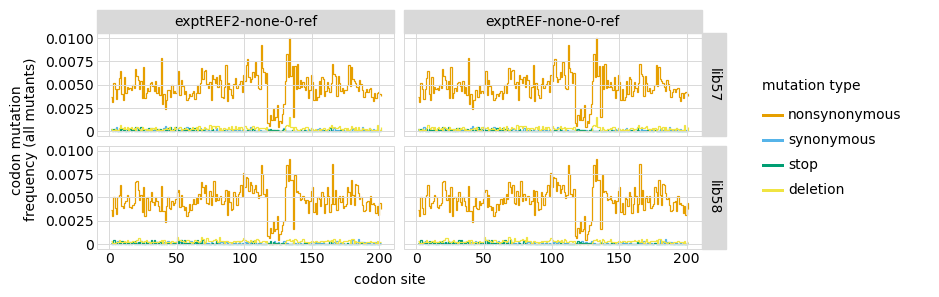 exptREF2-none-0-ref
exptREF-none-0-ref
codon mutation
frequency (all mutants)
0.0100
0.0075
0.0050
0.0025
0
lib57
0.0100
0.0075
0.0050
0.0025
0
lib58
0 50 100 150 200
0 50 100 150 200
codon site
mutation type
nonsynonymous
synonymous
stop
deletion